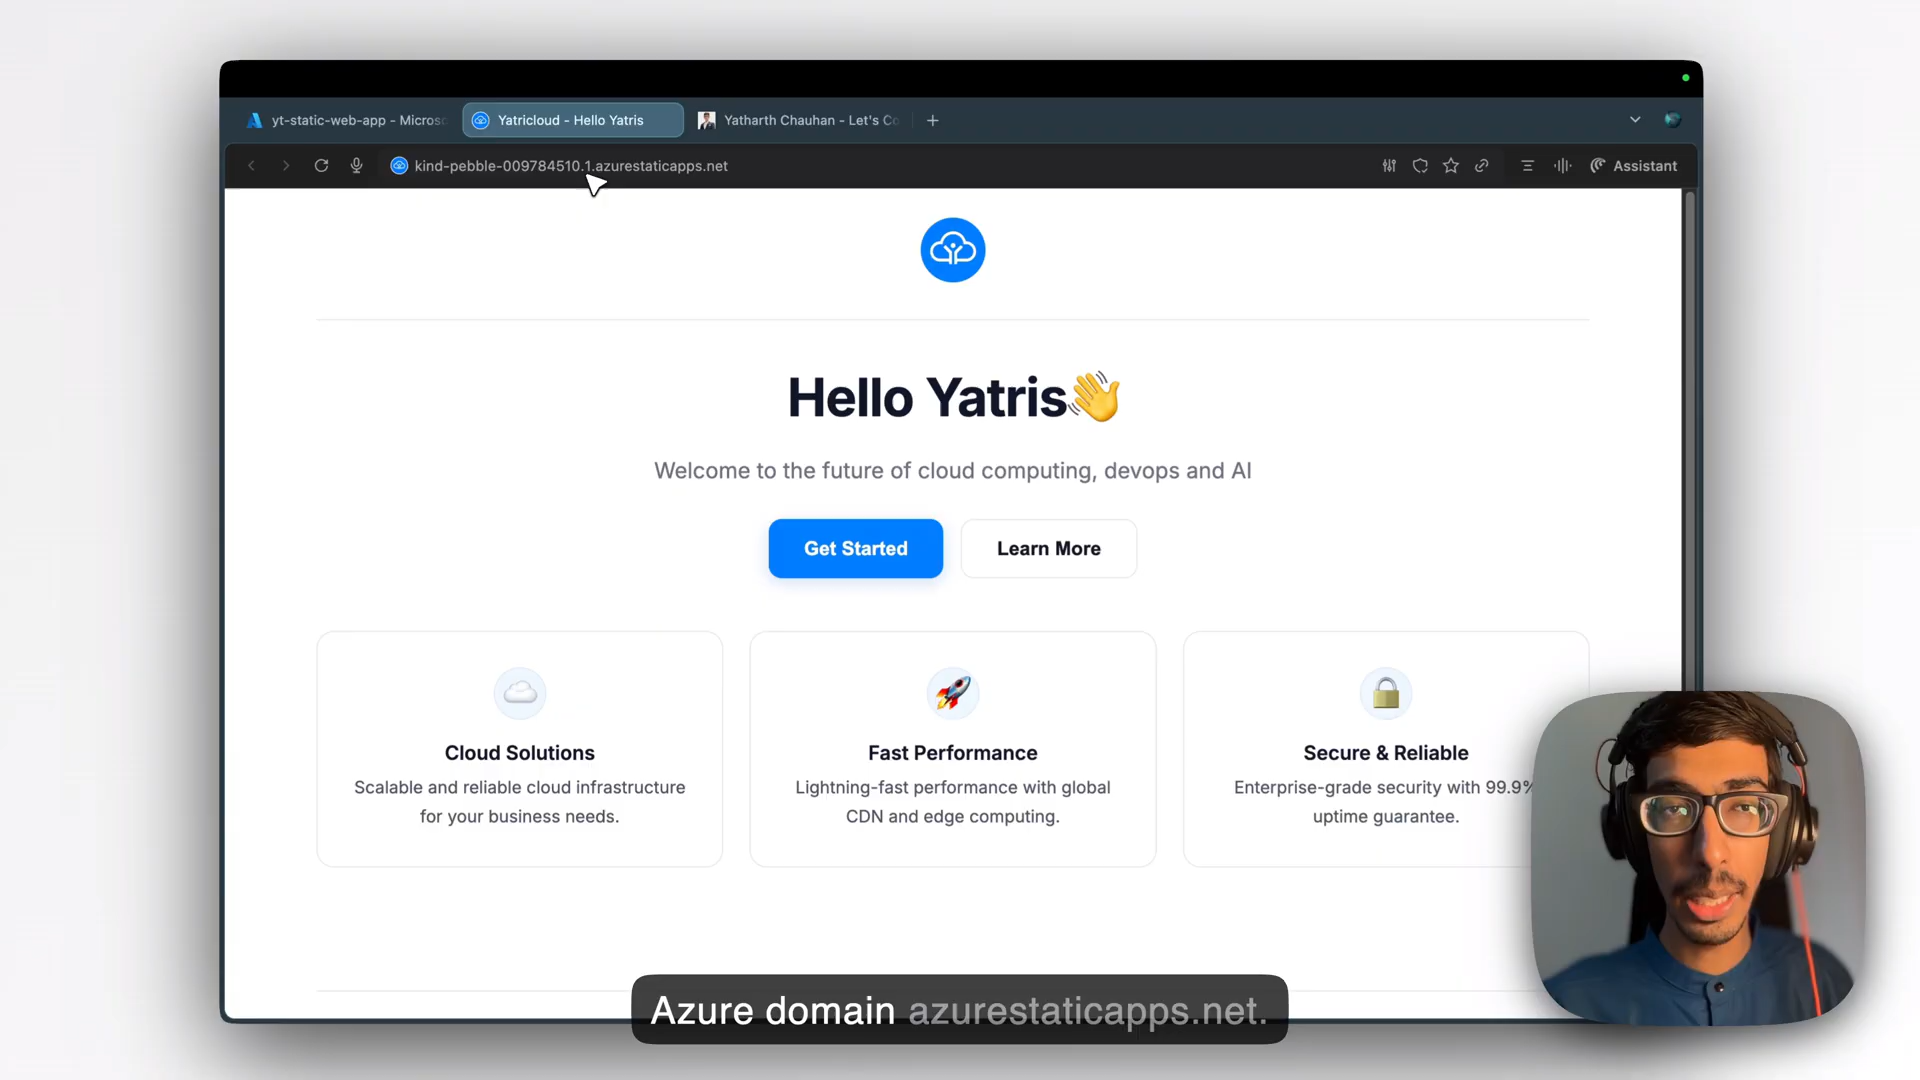 yt-static-web-app - Microso
Yatricloud - Hello Yatris
Yatharth Chauhan - Let's Co
kind-pebble-009784510.1.azurestaticapps.net
Assistant
Hello Yatris👋
Welcome to the future of cloud computing, devops and AI
Get Started
Learn More
Cloud Solutions
Scalable and reliable cloud infrastructure
for your business needs.
Fast Performance
Lightning-fast performance with global
CDN and edge computing.
Secure & Reliable
Enterprise-grade security with 99.9%
uptime guarantee.
Azure domain azurestaticapps.net.